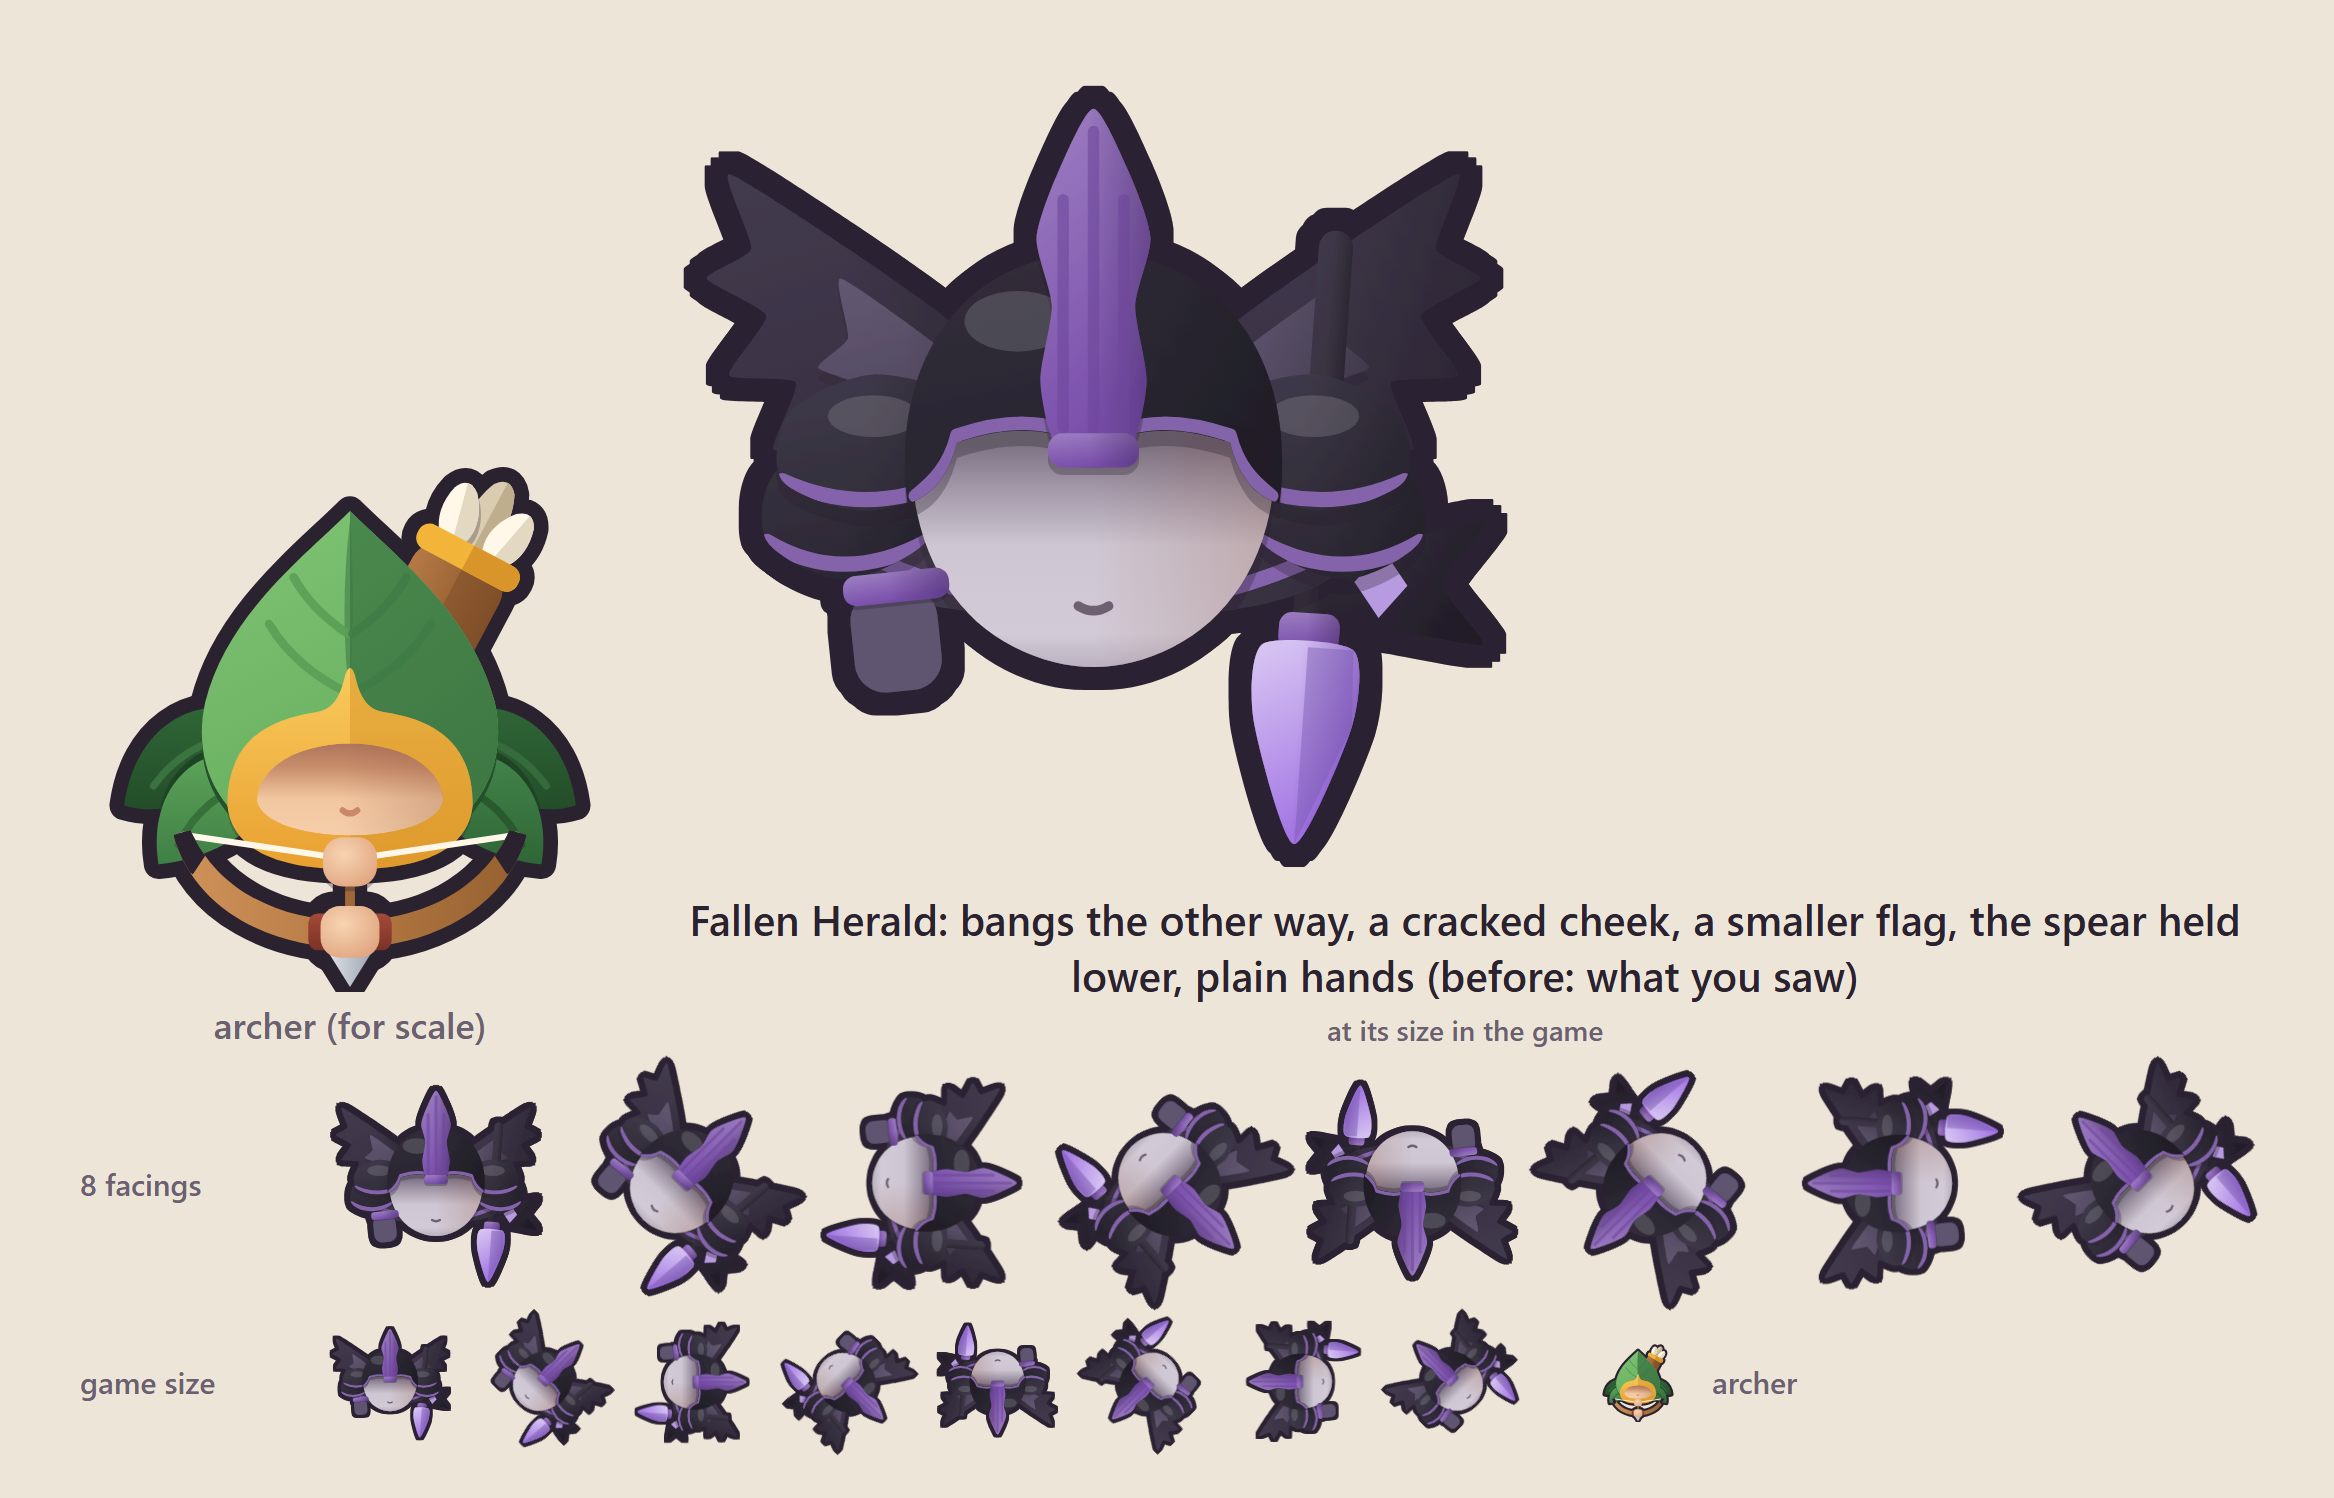 Fallen Herald: bangs the other way, a cracked cheek, a smaller flag, the spear held
lower, plain hands (before: what you saw)
archer (for scale)
at its size in the game
8 facings
game size
archer